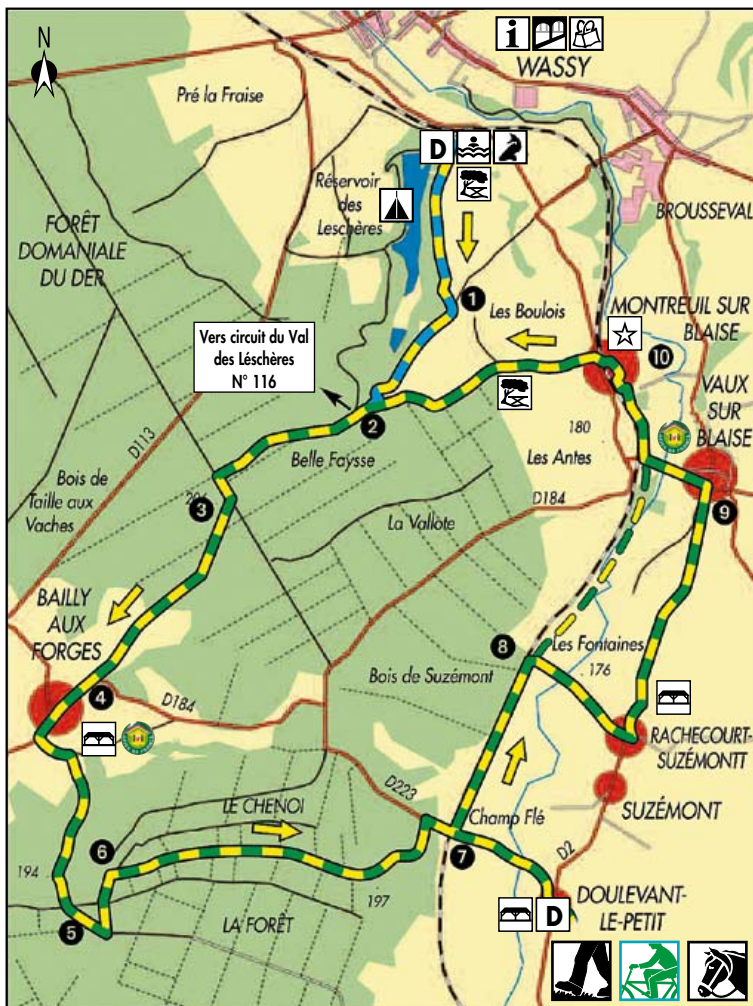 N
i
WASSY
Pré la Fraise
D
Réservoir
des
Leschères
BROUSSEVAL
FORÊT
DOMANIALE
DU DER
1
Les Boulois
MONTREUIL SUR
BLAISE
10
Vers circuit du Val
des Léschères
N° 116
VAUX
SUR
BLAISE
2
180
D113
Belle Faysse
Les Antes
Bois de
Taille aux
Vaches
3
D184
9
La Vallote
BAILLY
AUX
FORGES
8
Les Fontaines
176
4
Bois de Suzémont
D184
RACHECOURT-
SUZÉMONTT
D223
SUZÉMONT
LE CHENOI
Champ Flé
6
7
D2
194
197
DOULEVANT-
LE-PETIT
D
5
LA FORÊT